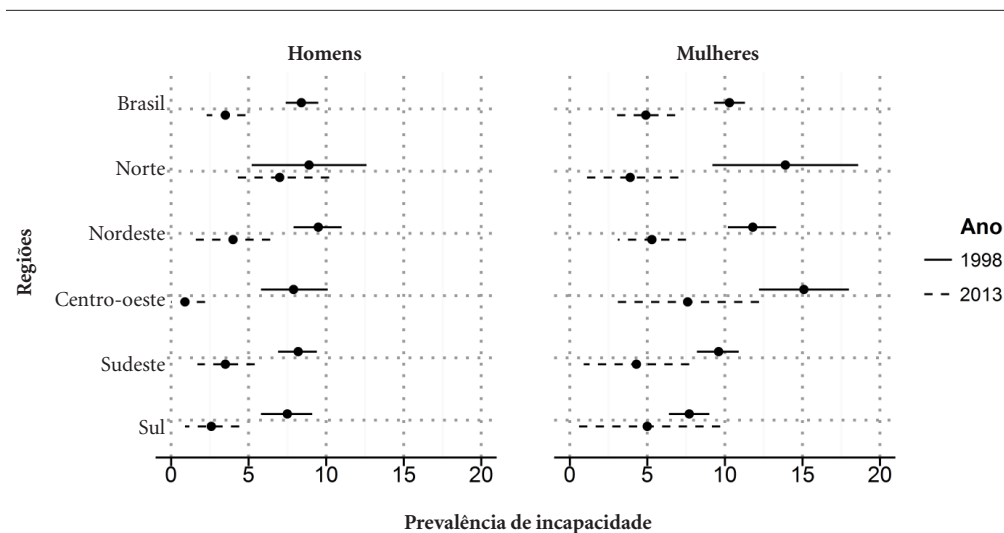 Homens
Mulheres
Brasil
Norte
Nordeste
Centro-oeste
Sudeste
Sul
Regiões
0 5 10 15 20
0 5 10 15 20
Prevalência de incapacidade
Ano
1998
2013